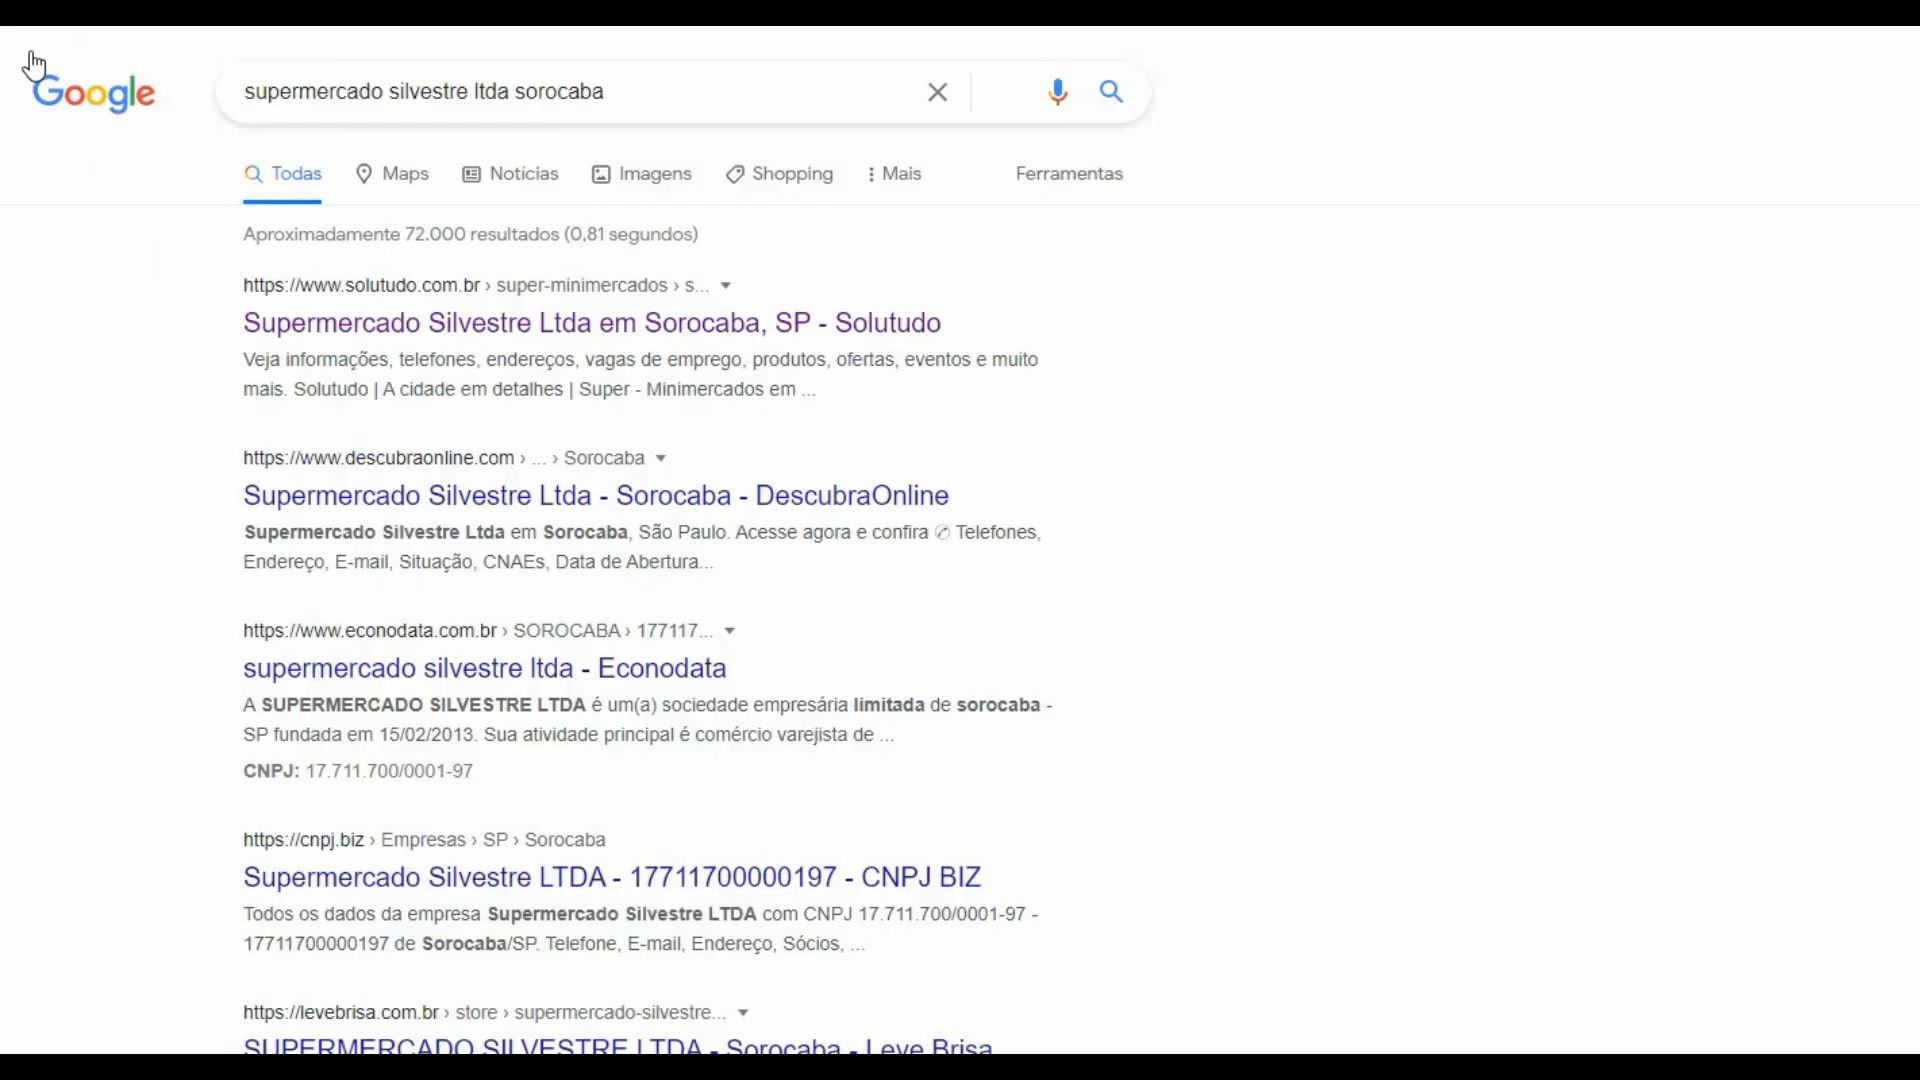 Google
supermercado silvestre ltda sorocaba
Todas Maps Notícias Imagens Shopping Mais Ferramentas
Aproximadamente 72.000 resultados (0,81 segundos)
https://www.solutudo.com.br › super-minimercados › s...
Supermercado Silvestre Ltda em Sorocaba, SP - Solutudo
Veja informações, telefones, endereços, vagas de emprego, produtos, ofertas, eventos e muito
mais. Solutudo | A cidade em detalhes | Super - Minimercados em ...
https://www.descubraonline.com › ... › Sorocaba
Supermercado Silvestre Ltda - Sorocaba - DescubraOnline
Supermercado Silvestre Ltda em Sorocaba, São Paulo. Acesse agora e confira ✆ Telefones,
Endereço, E-mail, Situação, CNAEs, Data de Abertura...
https://www.econodata.com.br › SOROCABA › 177117...
supermercado silvestre ltda - Econodata
A SUPERMERCADO SILVESTRE LTDA é um(a) sociedade empresária limitada de sorocaba -
SP fundada em 15/02/2013. Sua atividade principal é comércio varejista de ...
CNPJ: 17.711.700/0001-97
https://cnpj.biz › Empresas › SP › Sorocaba
Supermercado Silvestre LTDA - 17711700000197 - CNPJ BIZ
Todos os dados da empresa Supermercado Silvestre LTDA com CNPJ 17.711.700/0001-97 -
17711700000197 de Sorocaba/SP. Telefone, E-mail, Endereço, Sócios, ...
https://levebrisa.com.br › store › supermercado-silvestre...
SUPERMERCADO SILVESTRE LTDA - Sorocaba - Leve Brisa